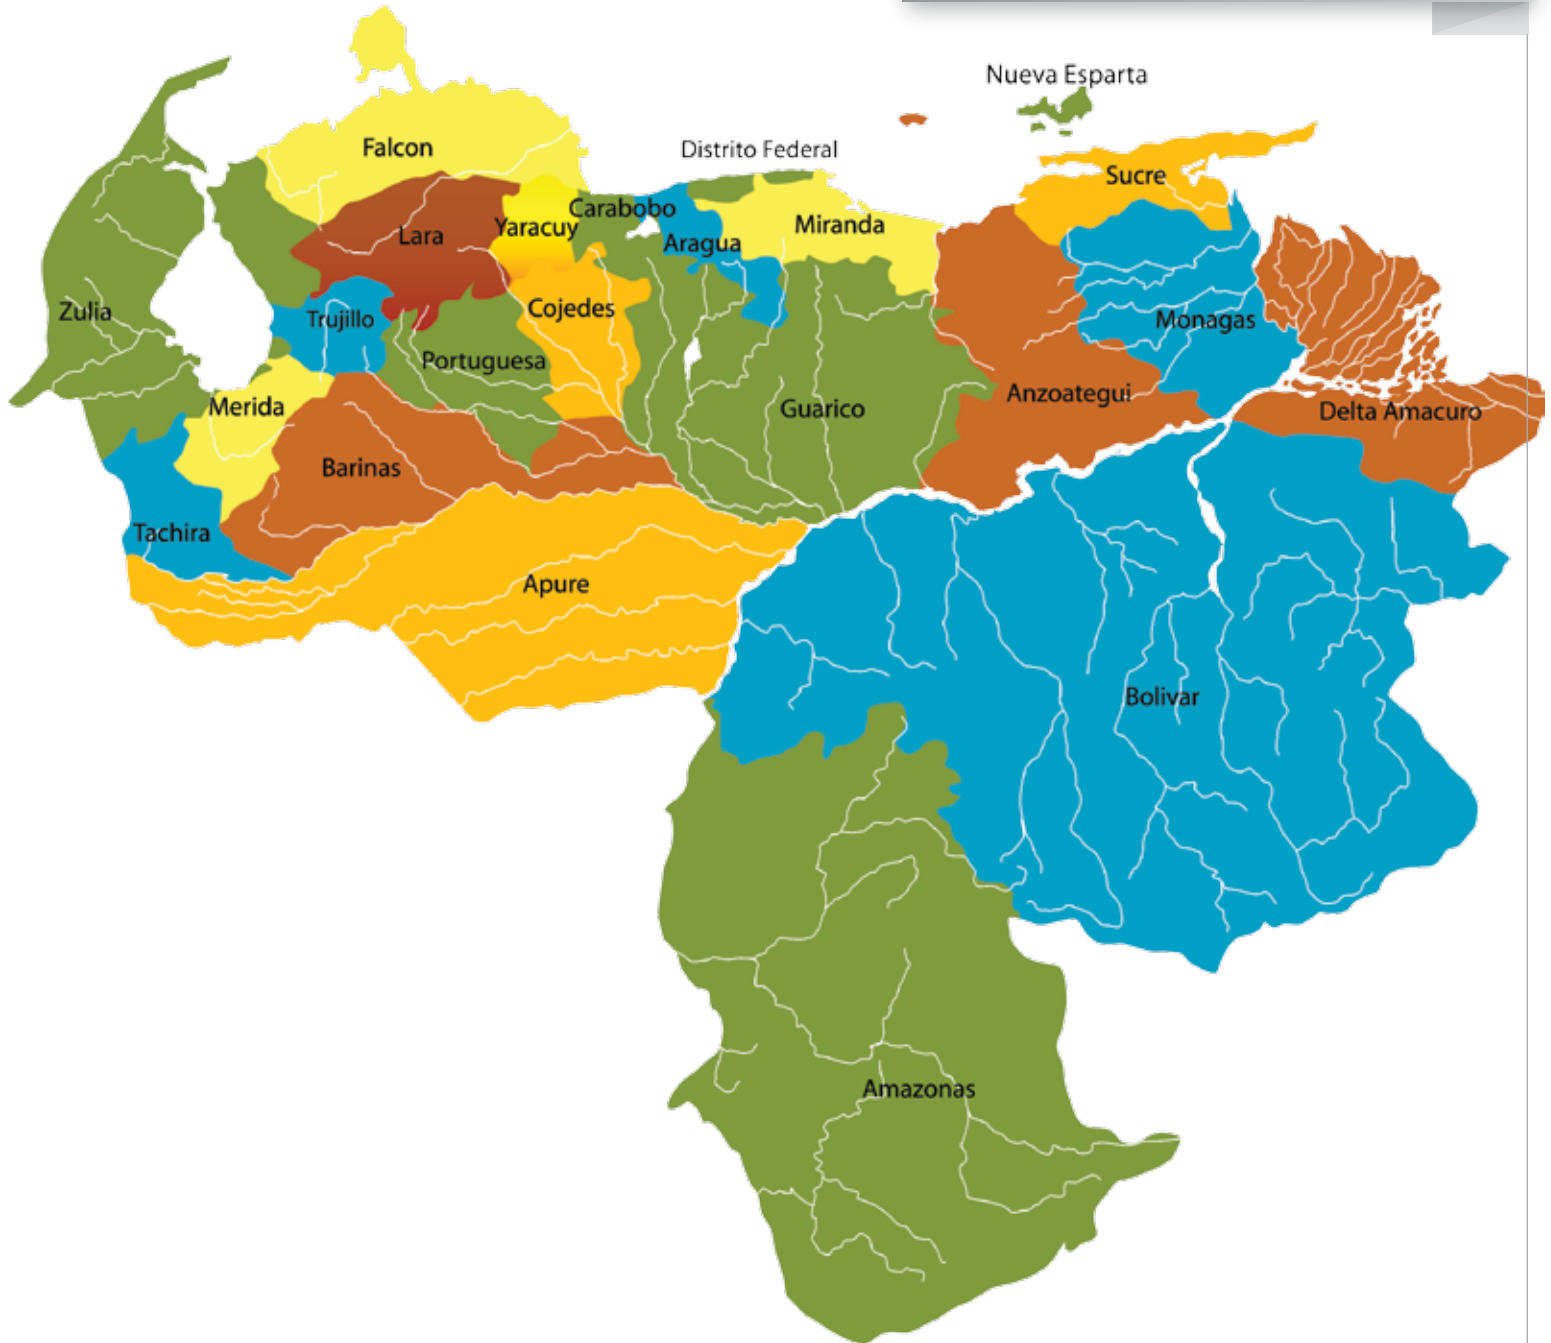 Nueva Esparta
Falcon
Distrito Federal
Sucre
Carabobo
Yaracuy
Miranda
Lara
Aragua
Zulia
Trujillo
Cojedes
Monagas
Portuguesa
Anzoategui
Merida
Guarico
Delta Amacuro
Barinas
Tachira
Apure
Bolivar
Amazonas